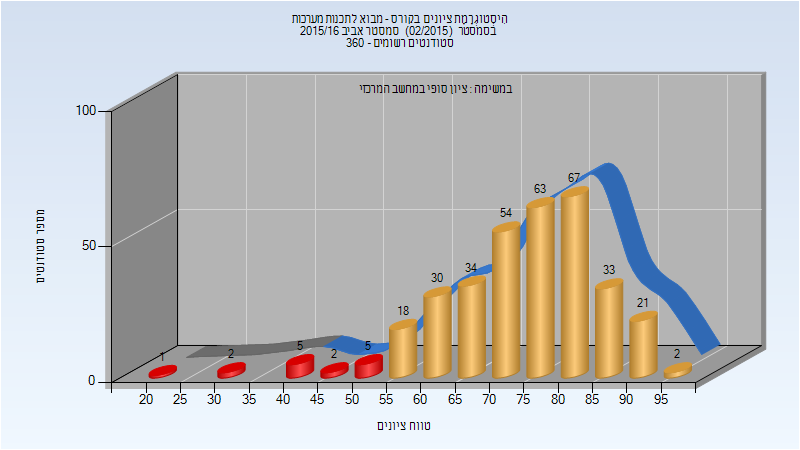 היסטוגרמת ציונים בקורס - מבוא לתכנות מערכות
בסמסטר (02/2015) סמסטר אביב 2015/16
סטודנטים רשומים - 360
במשימה : ציון סופי במחשב המרכזי
מספר סטודנטים
100
50
0
1
2
5
2
5
18
30
34
54
63
67
33
21
2
20 25 30 35 40 45 50 55 60 65 70 75 80 85 90 95
טווח ציונים